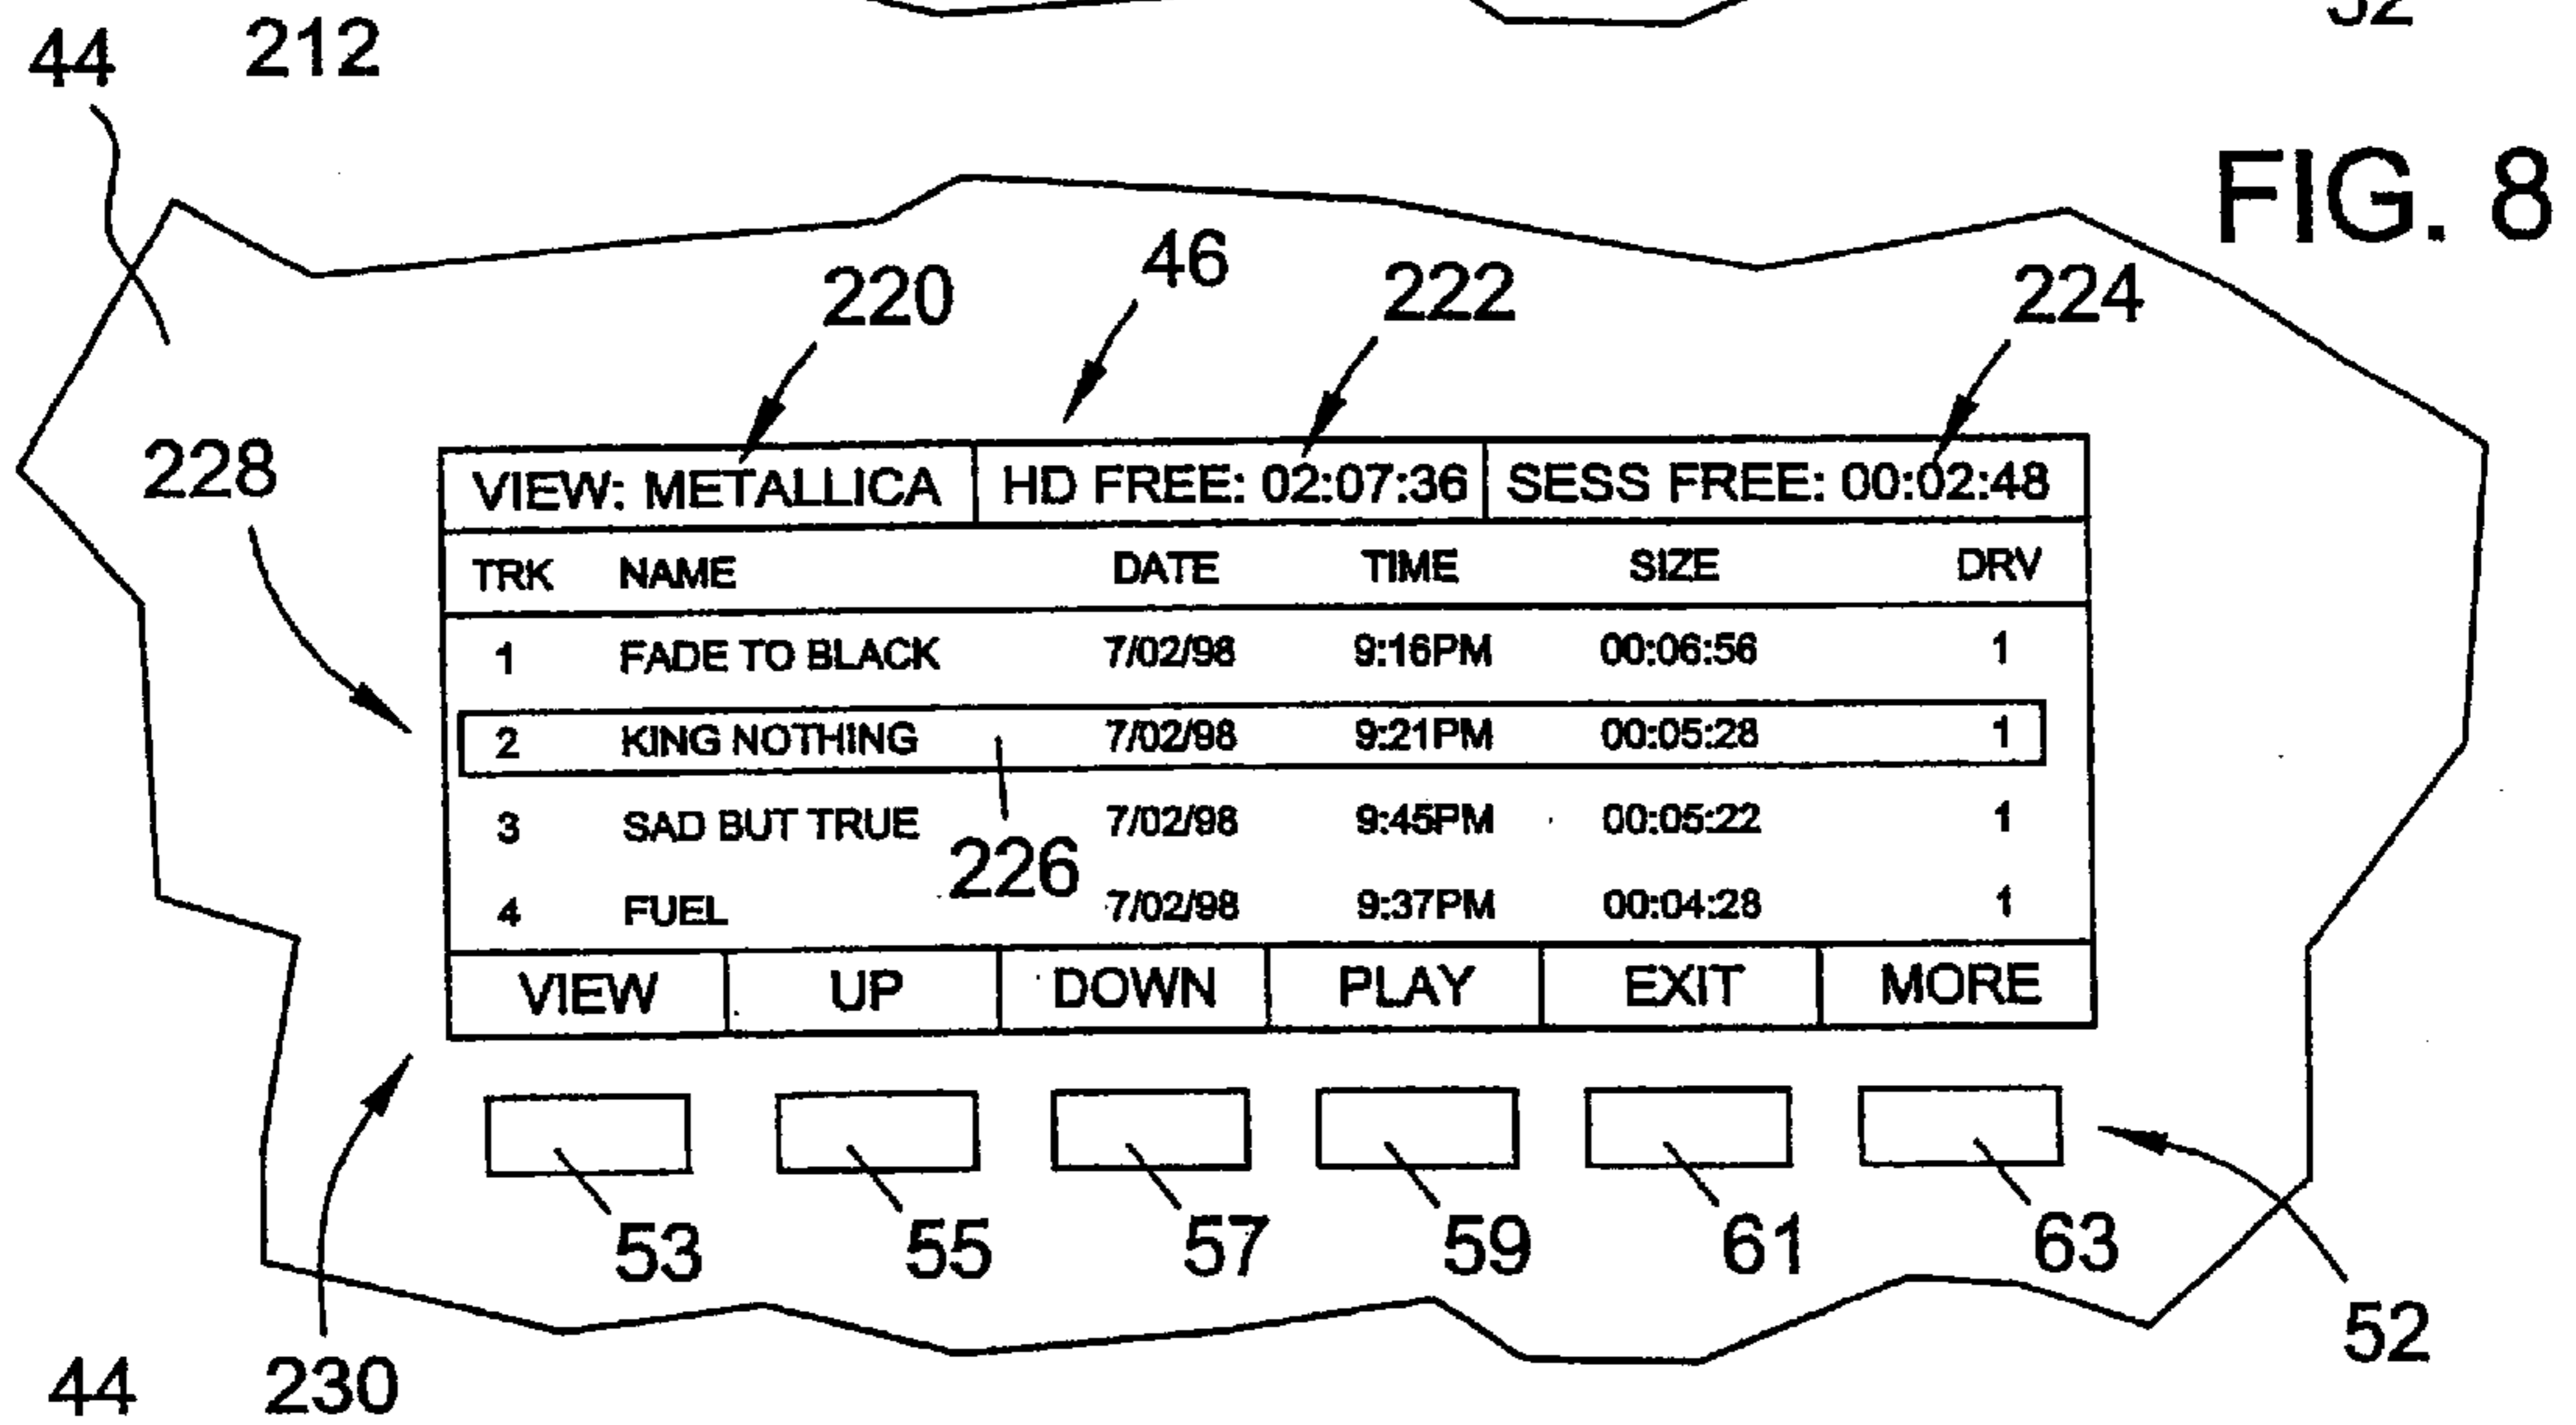 52
44 212
FIG. 8
220 46 222 224
228
VIEW: METALLICA HD FREE: 02:07:36 SESS FREE: 00:02:48
TRK NAME DATE TIME SIZE DRV
1 FADE TO BLACK 7/02/98 9:16PM 00:06:56 1
2 KING NOTHING 7/02/98 9:21PM 00:05:28 1
3 SAD BUT TRUE 7/02/98 9:45PM 00:05:22 1
226
4 FUEL 7/02/98 9:37PM 00:04:28 1
VIEW UP DOWN PLAY EXIT MORE
53 55 57 59 61 63
52
44 230